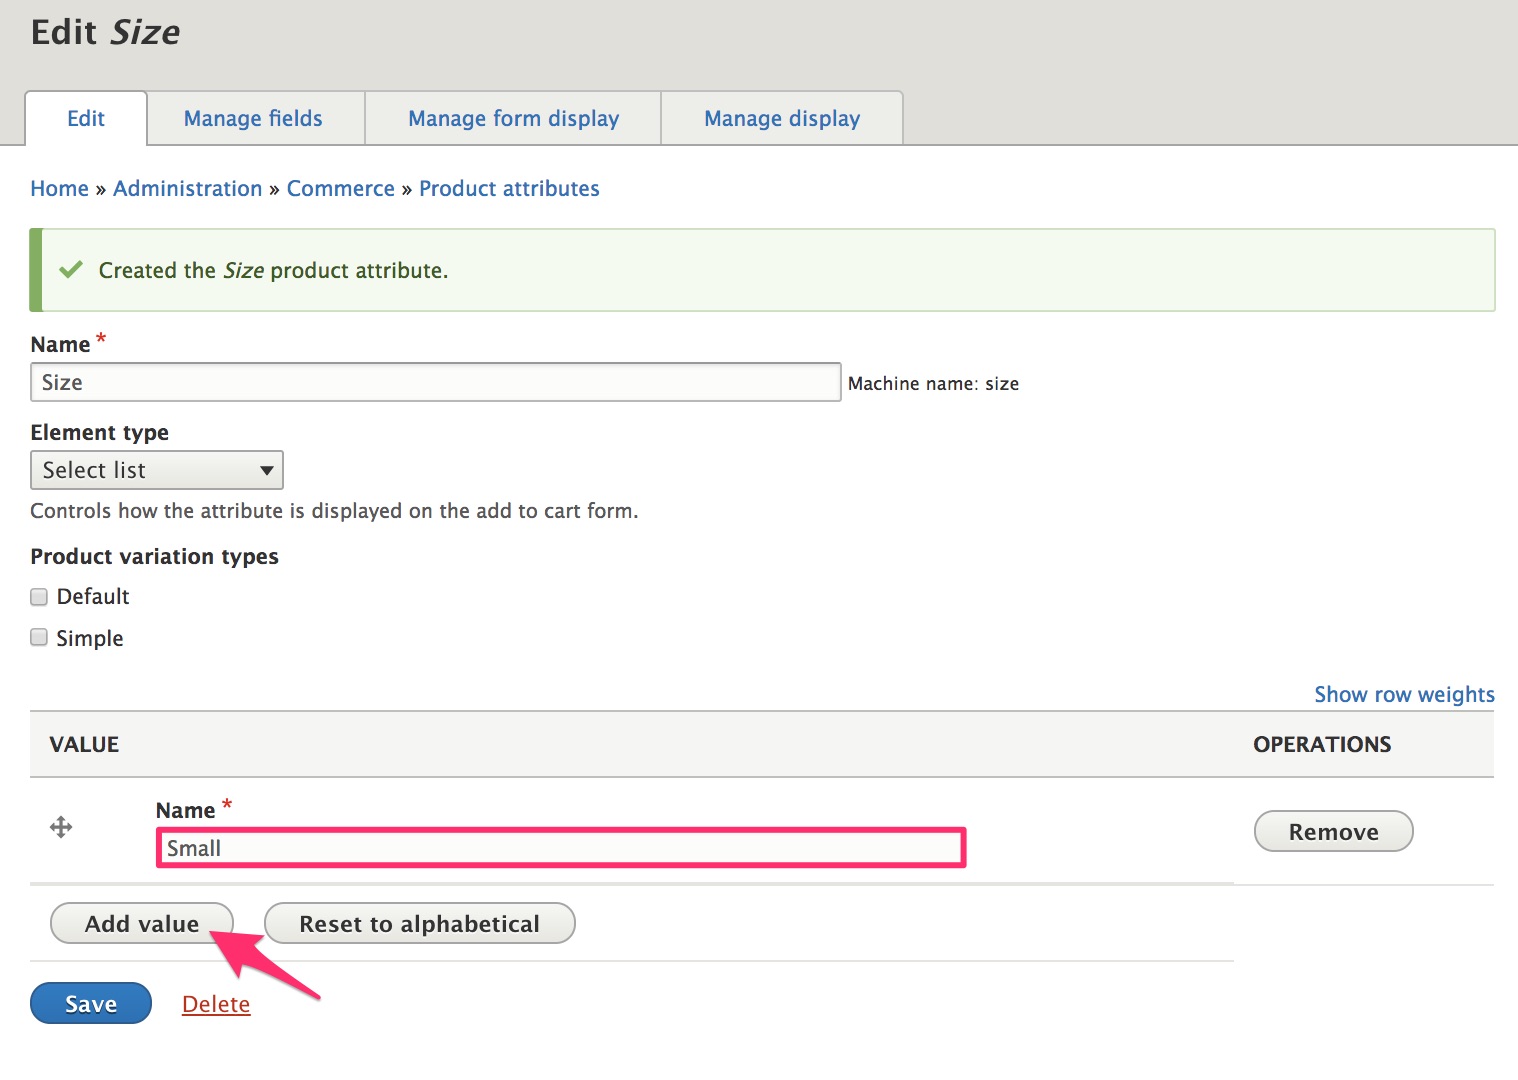 Edit Size
Edit Manage fields Manage form display Manage display
Home » Administration » Commerce » Product attributes
Created the Size product attribute.
Name *
Size Machine name: size
Element type
Select list
Controls how the attribute is displayed on the add to cart form.
Product variation types
Default
Simple
Show row weights
VALUE OPERATIONS
Name *
Small Remove
Add value Reset to alphabetical
Save Delete